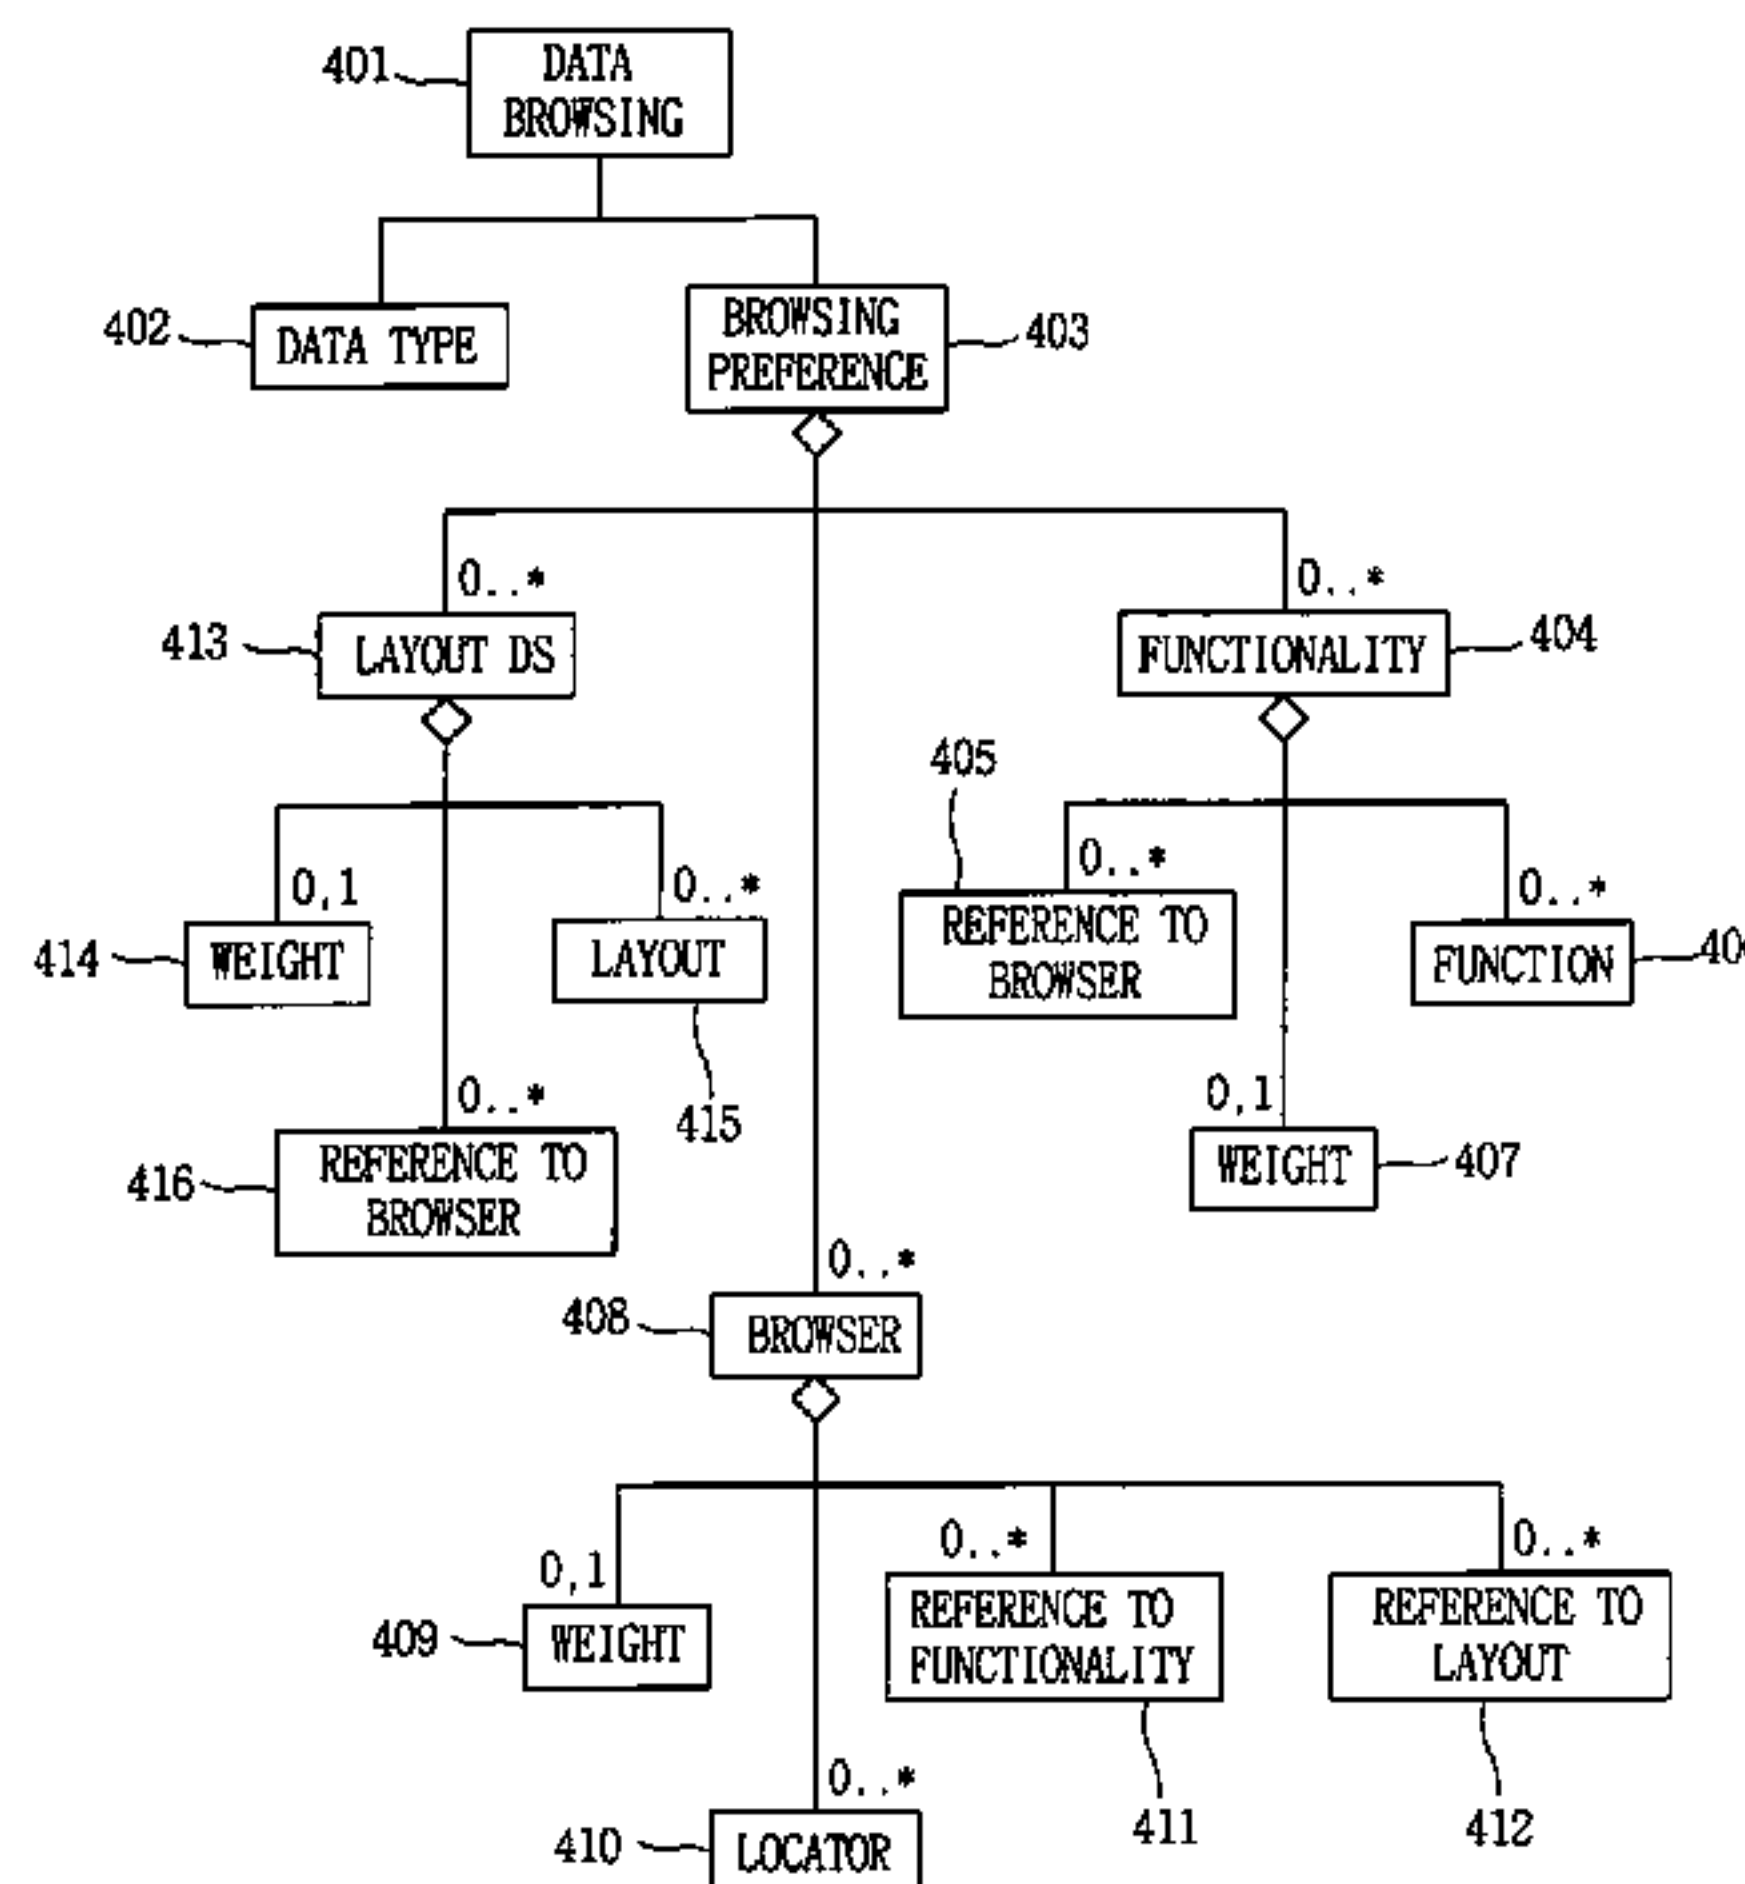 401
DATA
BROWSING
402
DATA TYPE
BROWSING
PREFERENCE
403
0..*
0..*
413
LAYOUT DS
FUNCTIONALITY
404
405
0,1
0..*
0..*
0..*
414
WEIGHT
LAYOUT
REFERENCE TO
BROWSER
FUNCTION
415
0..*
0,1
416
REFERENCE TO
BROWSER
WEIGHT
407
0..*
408
BROWSER
0,1
0..*
0..*
409
WEIGHT
REFERENCE TO
FUNCTIONALITY
REFERENCE TO
LAYOUT
0..*
411
412
410
LOCATOR